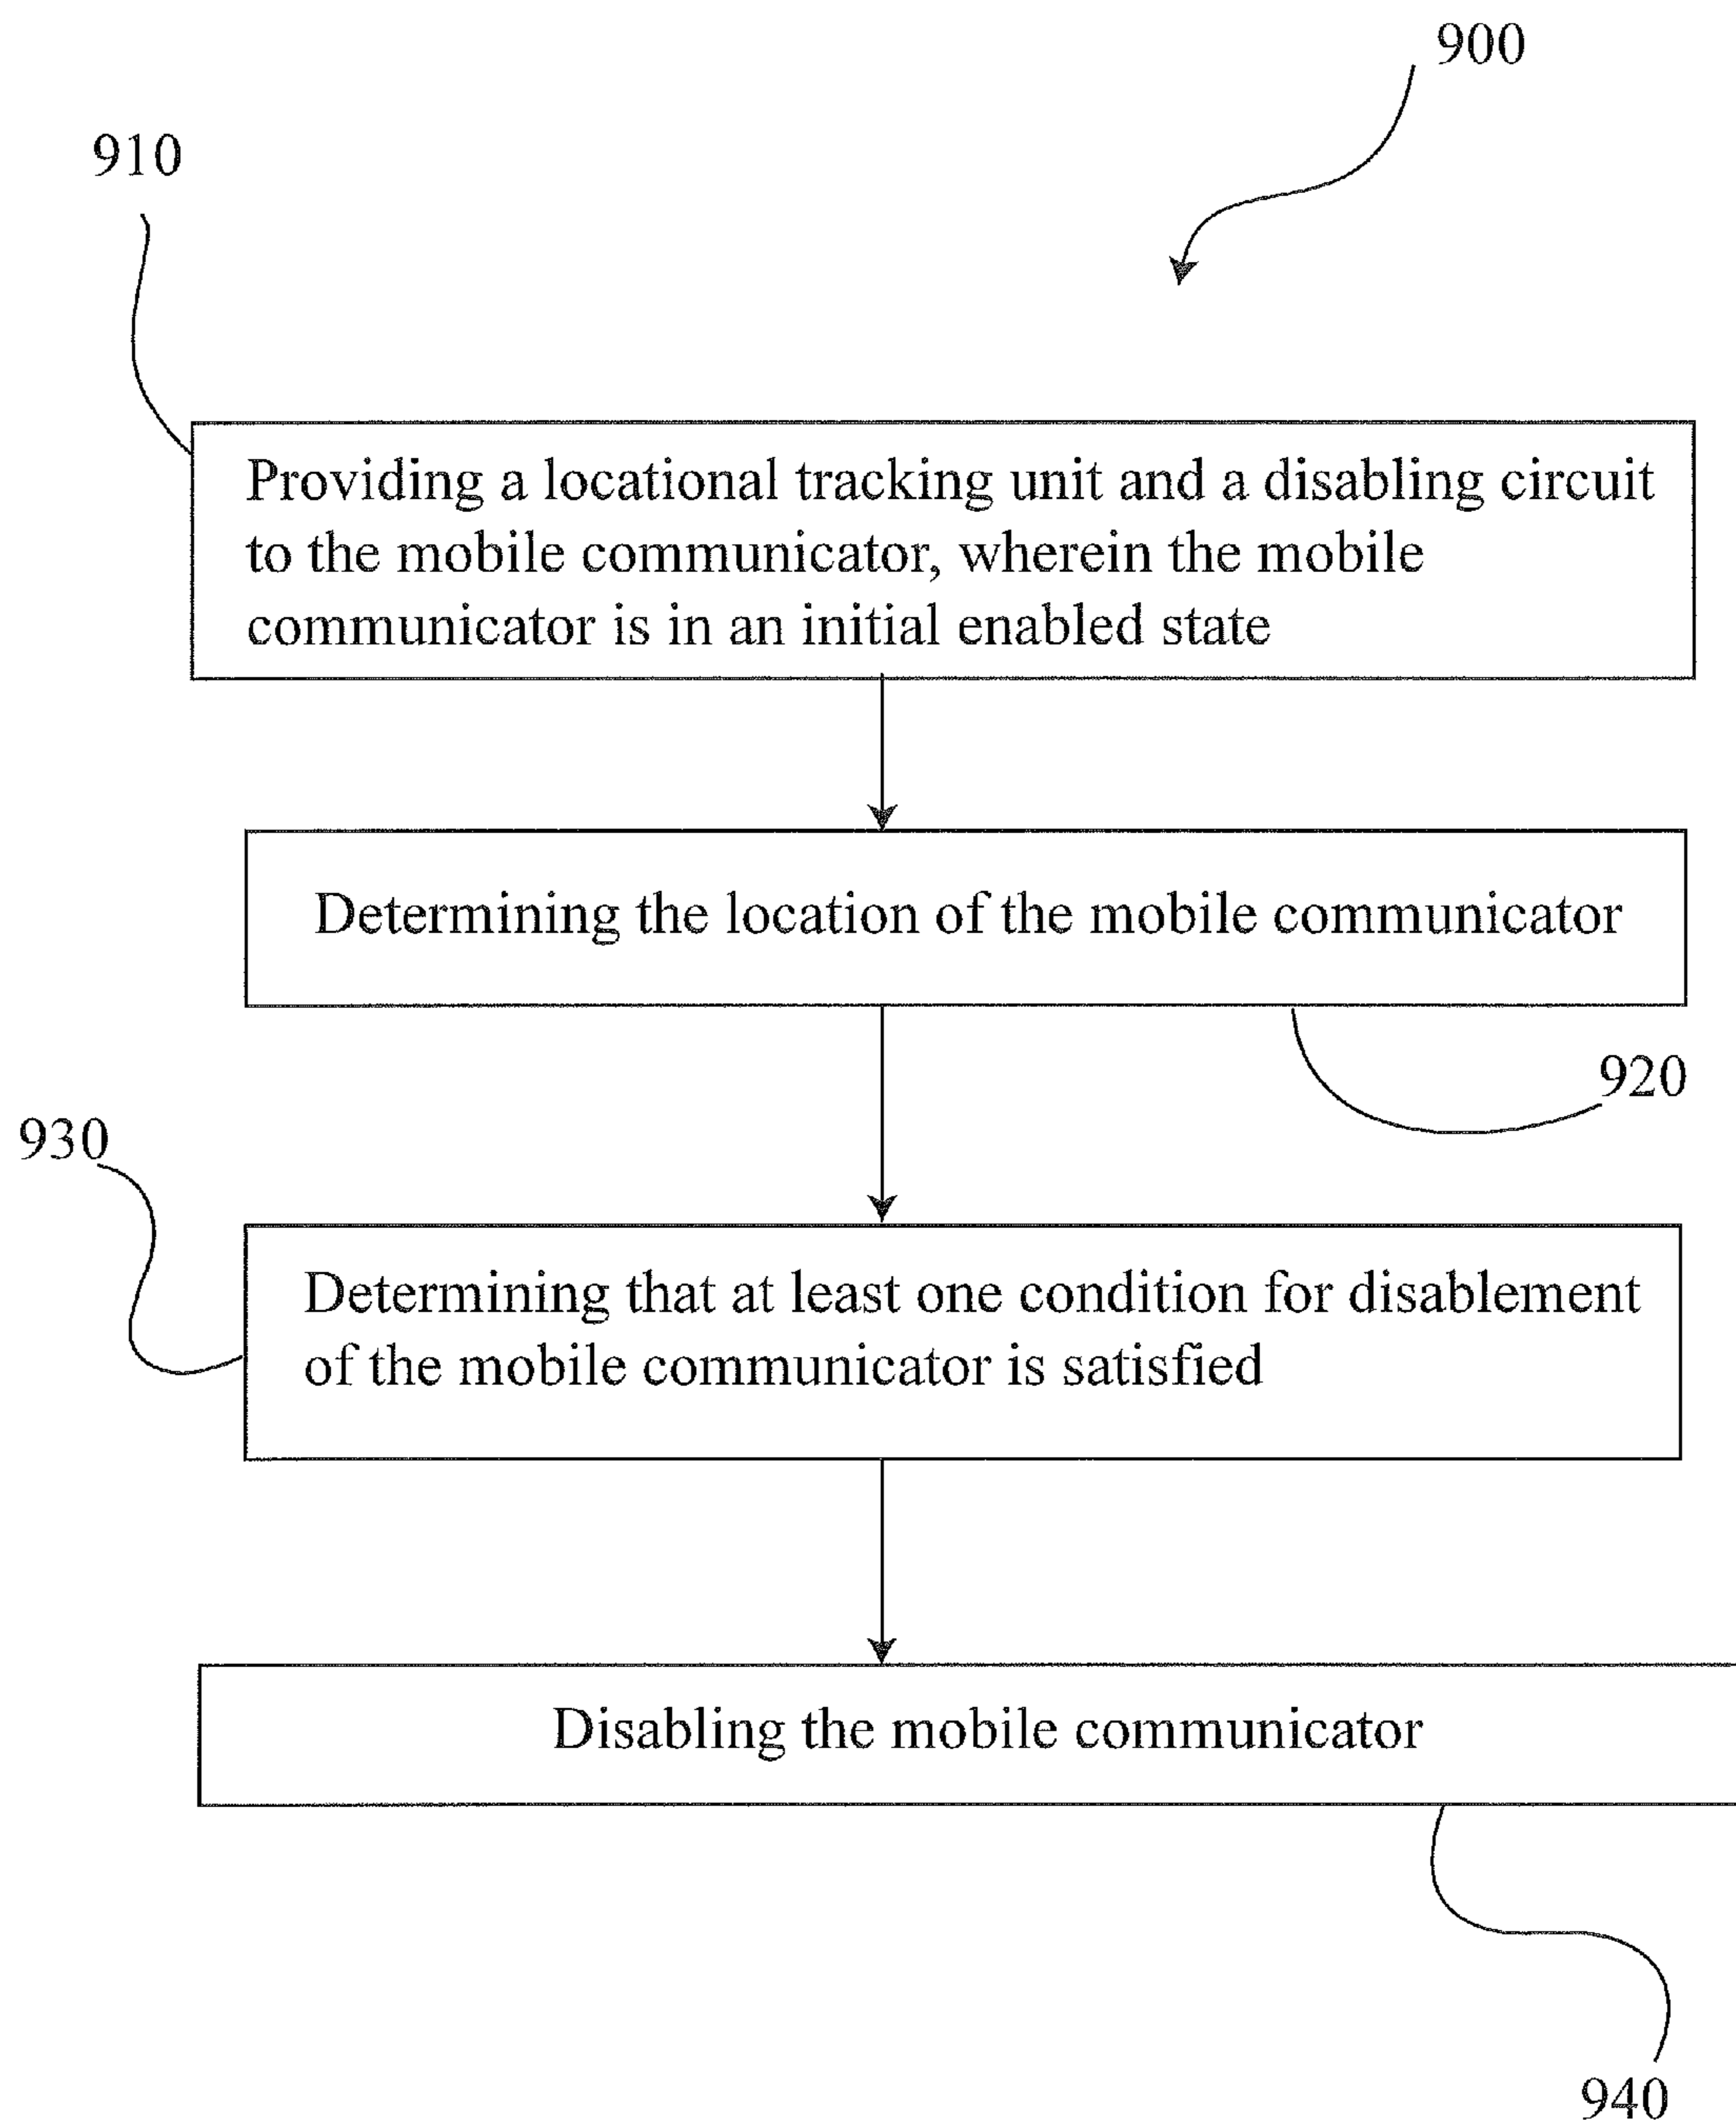 900
910
Providing a locational tracking unit and a disabling circuit
to the mobile communicator, wherein the mobile
communicator is in an initial enabled state
Determining the location of the mobile communicator
920
930
Determining that at least one condition for disablement
of the mobile communicator is satisfied
Disabling the mobile communicator
940